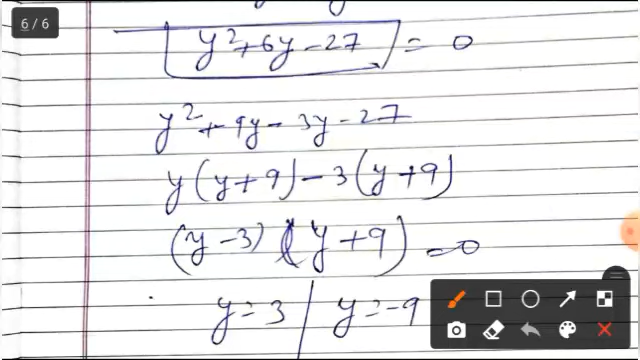 6 / 6
y²+6y-27 = 0
y²+9y-3y-27
y(y+9)-3(y+9)
(y-3)(y+9)=0
y=3 | y=-9